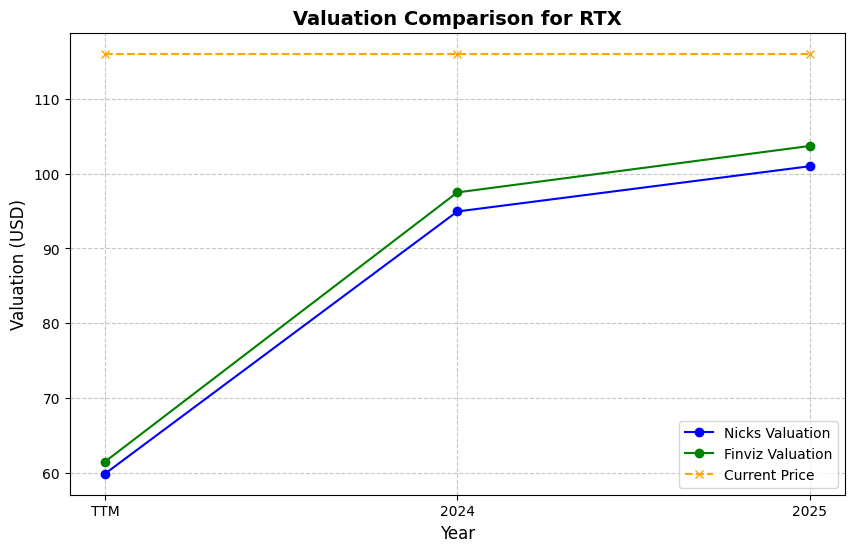 Valuation Comparison for RTX
Valuation (USD)
110
100
90
80
70
60
TTM
2024
2025
Year
Nicks Valuation
Finviz Valuation
Current Price